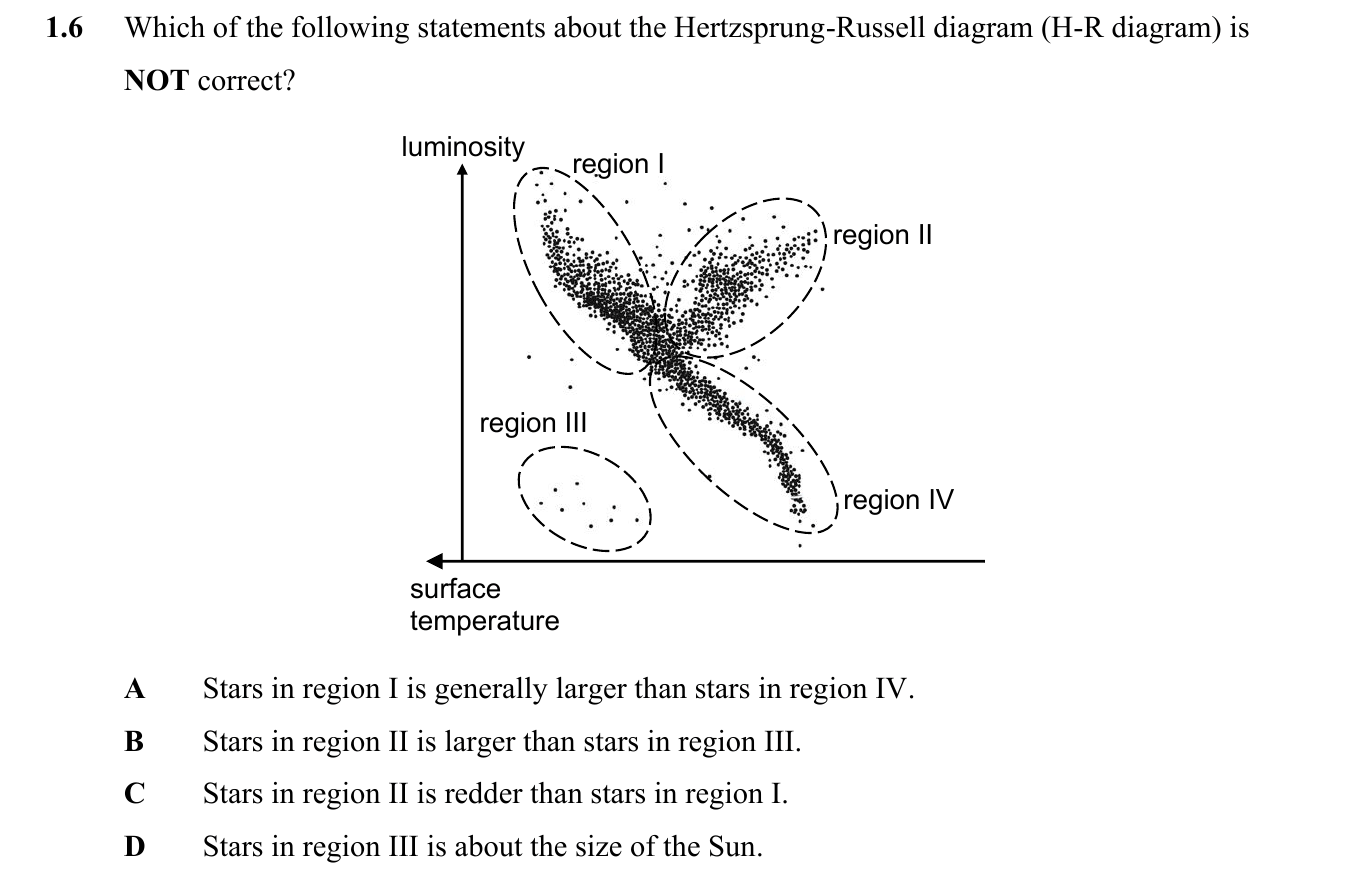 1.6 Which of the following statements about the Hertzsprung-Russell diagram (H-R diagram) is
NOT correct?
luminosity
region I
region II
region III
region IV
surface
temperature
A Stars in region I is generally larger than stars in region IV.
B Stars in region II is larger than stars in region III.
C Stars in region II is redder than stars in region I.
D Stars in region III is about the size of the Sun.